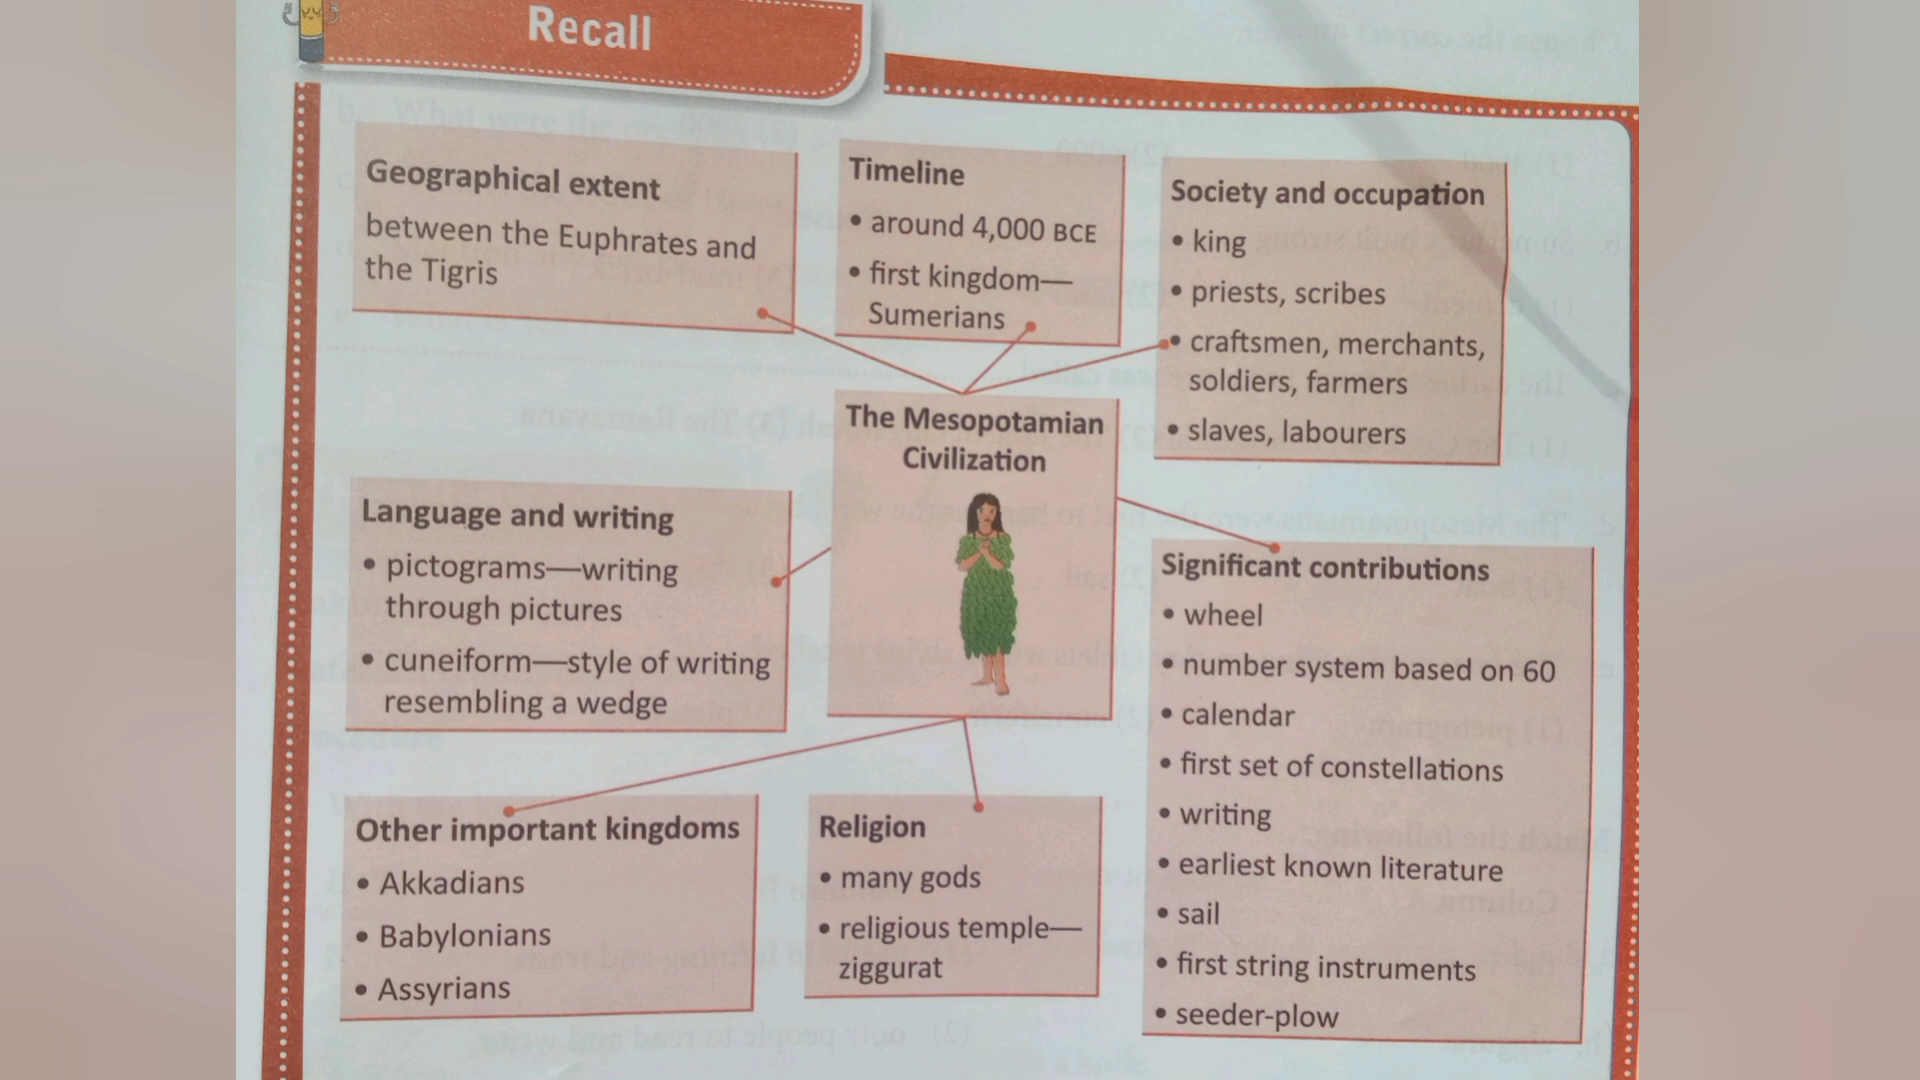 Recall
Geographical extent
between the Euphrates and
the Tigris
Timeline
• around 4,000 BCE
• first kingdom—
Sumerians
Society and occupation
• king
• priests, scribes
• craftsmen, merchants,
soldiers, farmers
• slaves, labourers
The Mesopotamian
Civilization
Language and writing
• pictograms—writing
through pictures
• cuneiform—style of writing
resembling a wedge
Significant contributions
• wheel
• number system based on 60
• calendar
• first set of constellations
• writing
• earliest known literature
• sail
• first string instruments
• seeder-plow
Other important kingdoms
• Akkadians
• Babylonians
• Assyrians
Religion
• many gods
• religious temple—
ziggurat